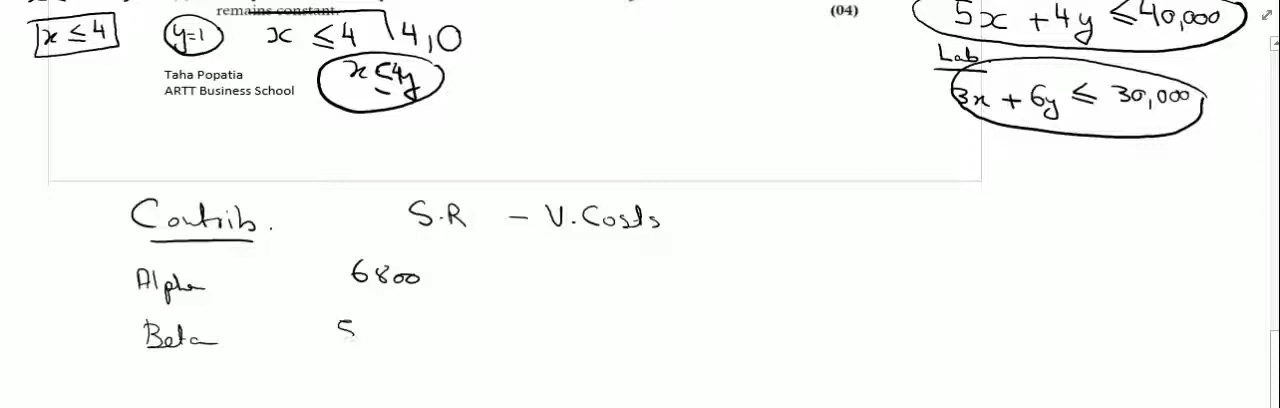 remains constant. (04)
5x + 4y ≤ 40,000
x ≤ 4 y=1 x ≤ 4 4,0
Lab
x ≤ 4y
3x + 6y ≤ 30,000
Taha Popatia
ARTT Business School
Contrib. S.R - V.Costs
Alpha 6800
Beta 5